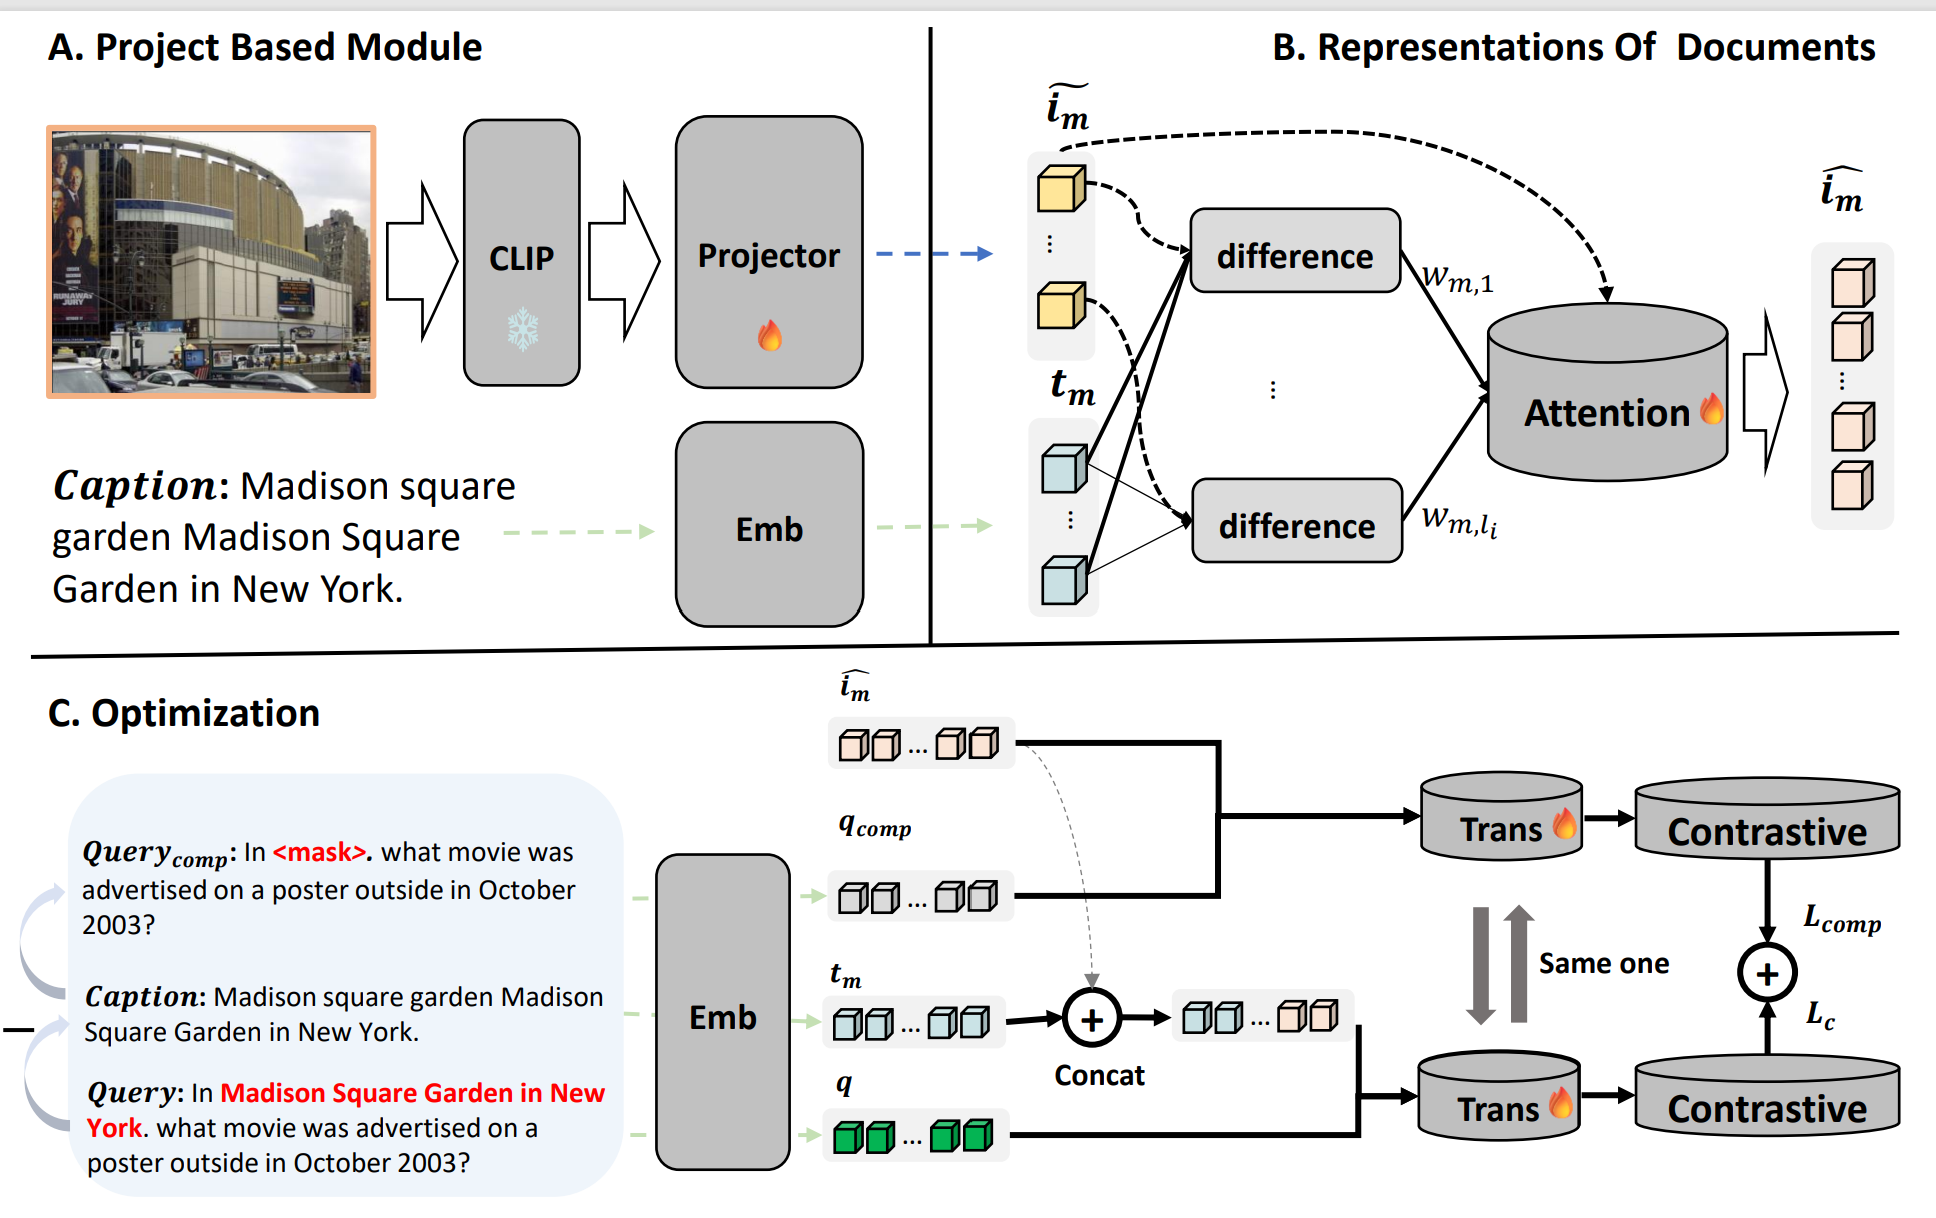 A. Project Based Module
B. Representations Of Documents
CLIP
Projector
RUNAWAY
JURY
Caption: Madison square
garden Madison Square
Garden in New York.
Emb
\widetilde{i_m}
⋮
t_m
⋮
difference
⋮
difference
w_{m,1}
w_{m,l_i}
Attention
\widehat{i_m}
⋮
C. Optimization
Query_{comp}: In <mask>. what movie was
advertised on a poster outside in October
2003?
Caption: Madison square garden Madison
Square Garden in New York.
Query: In Madison Square Garden in New
York. what movie was advertised on a
poster outside in October 2003?
Emb
\widehat{i_m}
...
q_{comp}
...
t_m
...
q
...
+
Concat
...
Trans
Contrastive
Same one
L_{comp}
+
L_c
Trans
Contrastive